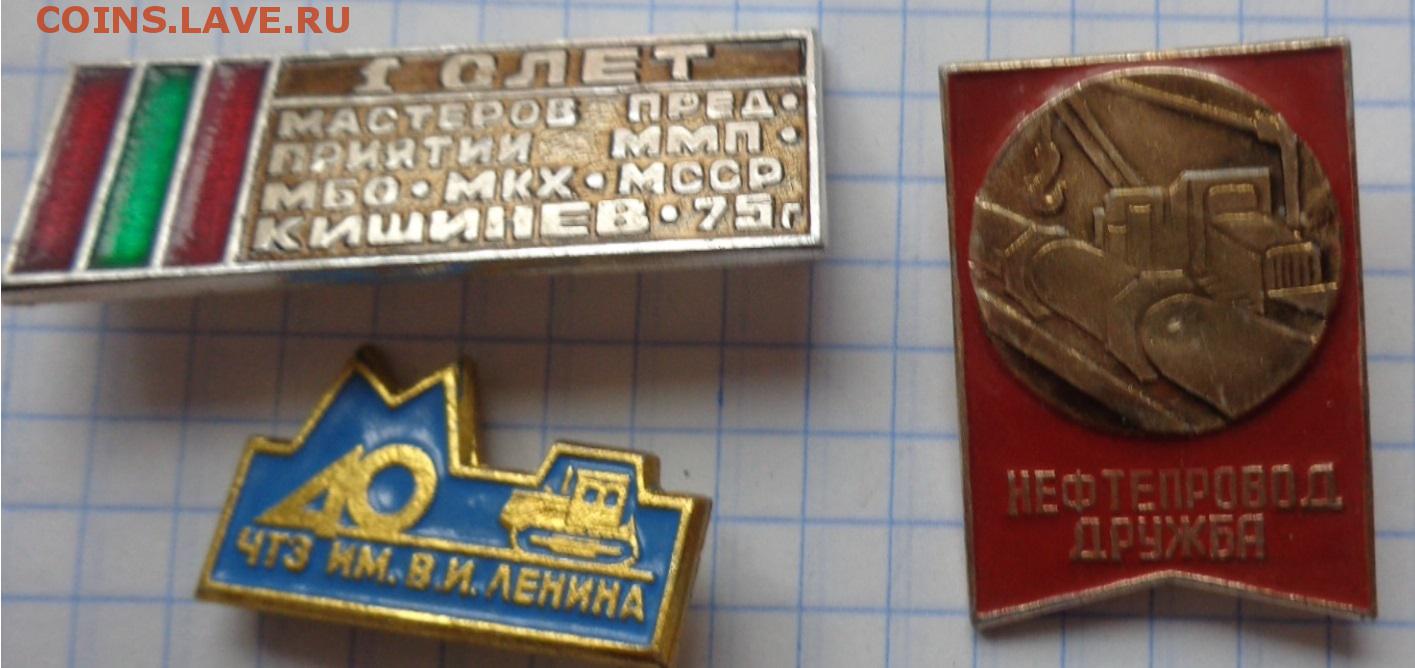 COINS.LAVE.RU
I СЛЕТ
МАСТЕРОВ ПРЕД•
ПРИЯТИЙ ММП•
МБО•МКХ•МССР
КИШИНЕВ•75г
40
ЧТЗ ИМ. В.И. ЛЕНИНА
НЕФТЕПРОВОД
ДРУЖБА